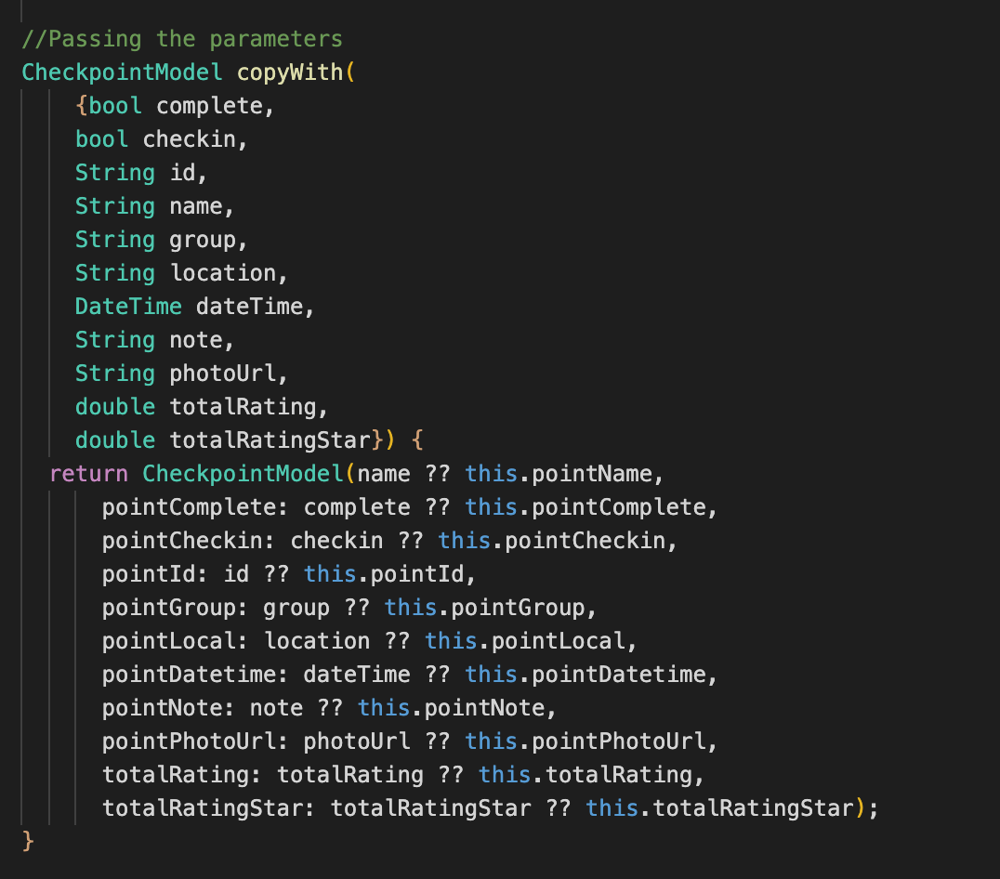 //Passing the parameters
CheckpointModel copyWith(
    {bool complete,
    bool checkin,
    String id,
    String name,
    String group,
    String location,
    DateTime dateTime,
    String note,
    String photoUrl,
    double totalRating,
    double totalRatingStar}) {
  return CheckpointModel(name ?? this.pointName,
      pointComplete: complete ?? this.pointComplete,
      pointCheckin: checkin ?? this.pointCheckin,
      pointId: id ?? this.pointId,
      pointGroup: group ?? this.pointGroup,
      pointLocal: location ?? this.pointLocal,
      pointDatetime: dateTime ?? this.pointDatetime,
      pointNote: note ?? this.pointNote,
      pointPhotoUrl: photoUrl ?? this.pointPhotoUrl,
      totalRating: totalRating ?? this.totalRating,
      totalRatingStar: totalRatingStar ?? this.totalRatingStar);
}